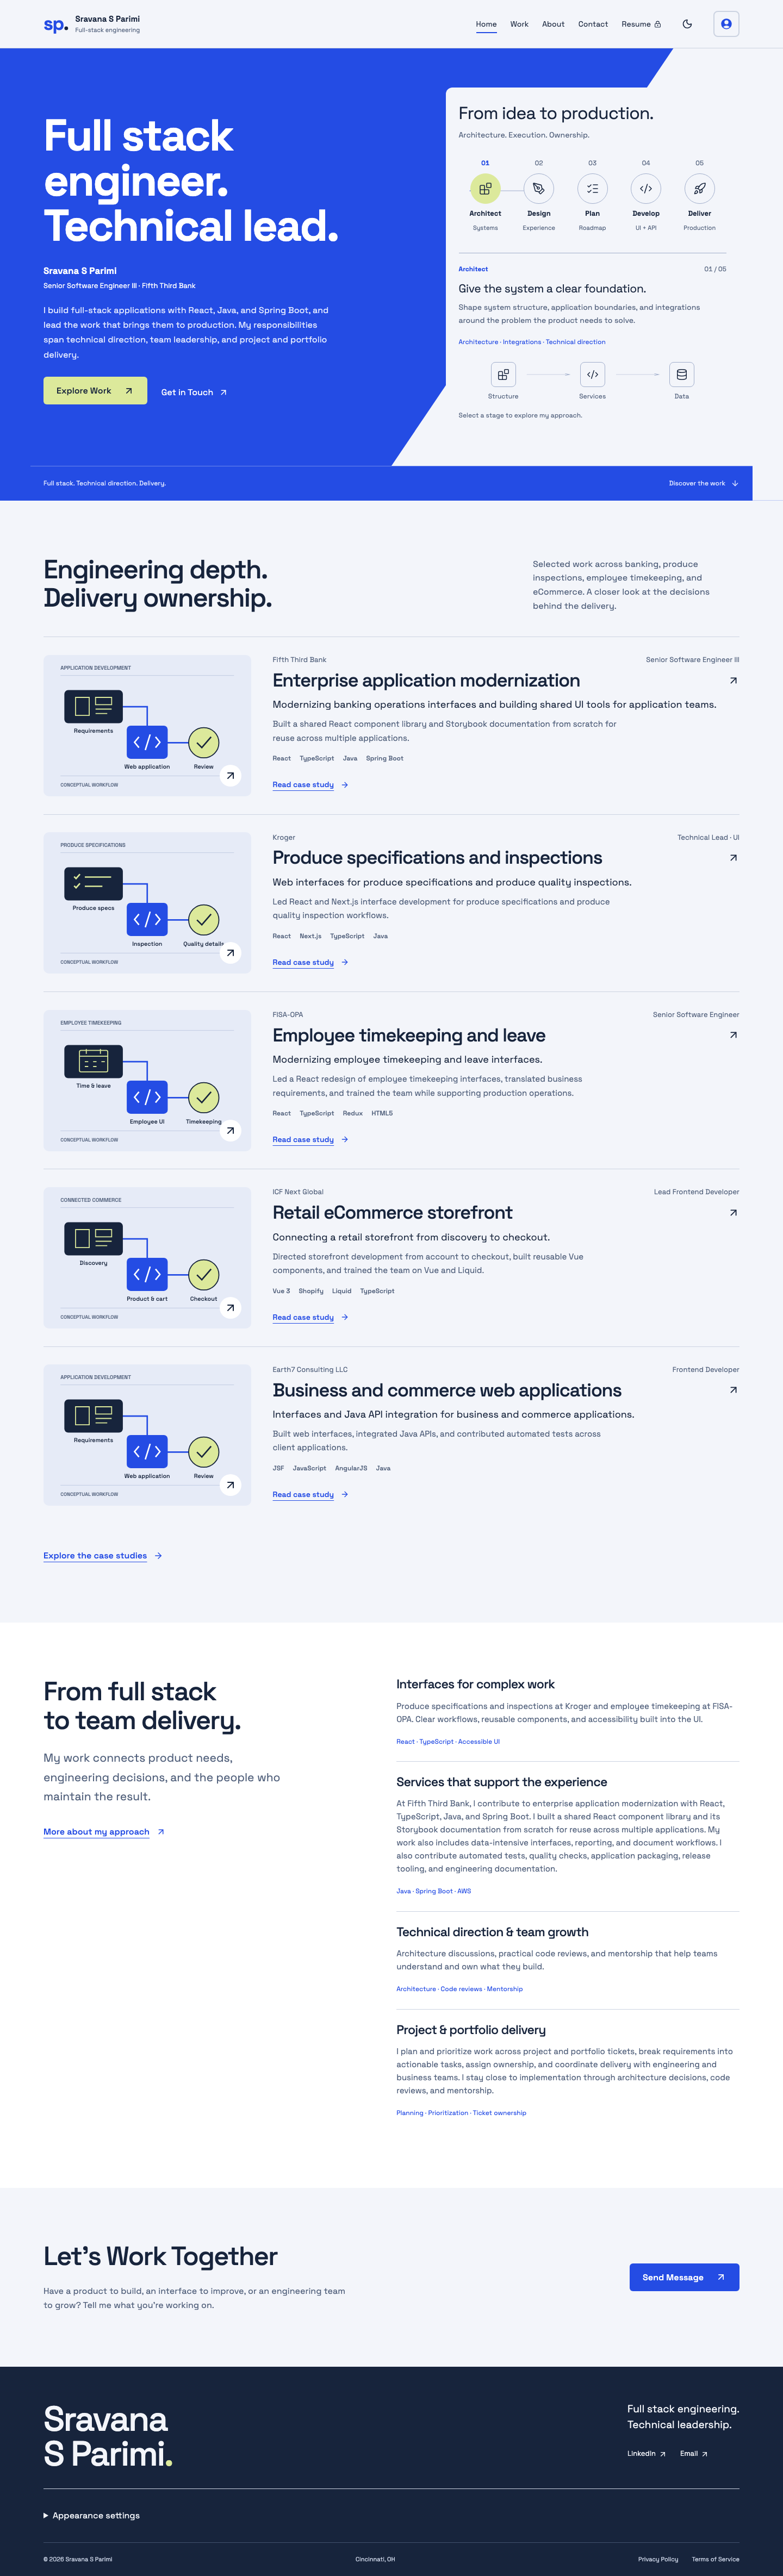 sp.
Sravana S Parimi
Full-stack engineering
Home
Work
About
Contact
Resume
Full stack
engineer.
Technical lead.
Sravana S Parimi
Senior Software Engineer III · Fifth Third Bank
I build full-stack applications with React, Java, and Spring Boot, and
lead the work that brings them to production. My responsibilities
span technical direction, team leadership, and project and portfolio
delivery.
Explore Work
Get in Touch
From idea to production.
Architecture. Execution. Ownership.
01
02
03
04
05
Architect
Design
Plan
Develop
Deliver
Systems
Experience
Roadmap
UI + API
Production
Architect
01 / 05
Give the system a clear foundation.
Shape system structure, application boundaries, and integrations
around the problem the product needs to solve.
Architecture · Integrations · Technical direction
Structure
Services
Data
Select a stage to explore my approach.
Full stack. Technical direction. Delivery.
Discover the work
Engineering depth.
Delivery ownership.
Selected work across banking, produce
inspections, employee timekeeping, and
eCommerce. A closer look at the decisions
behind the delivery.
APPLICATION DEVELOPMENT
Requirements
Web application
Review
CONCEPTUAL WORKFLOW
Fifth Third Bank
Senior Software Engineer III
Enterprise application modernization
Modernizing banking operations interfaces and building shared UI tools for application teams.
Built a shared React component library and Storybook documentation from scratch for
reuse across multiple applications.
React
TypeScript
Java
Spring Boot
Read case study
PRODUCE SPECIFICATIONS
Produce specs
Inspection
Quality details
CONCEPTUAL WORKFLOW
Kroger
Technical Lead · UI
Produce specifications and inspections
Web interfaces for produce specifications and produce quality inspections.
Led React and Next.js interface development for produce specifications and produce
quality inspection workflows.
React
Next.js
TypeScript
Java
Read case study
EMPLOYEE TIMEKEEPING
Time & leave
Employee UI
Timekeeping
CONCEPTUAL WORKFLOW
FISA-OPA
Senior Software Engineer
Employee timekeeping and leave
Modernizing employee timekeeping and leave interfaces.
Led a React redesign of employee timekeeping interfaces, translated business
requirements, and trained the team while supporting production operations.
React
TypeScript
Redux
HTML5
Read case study
CONNECTED COMMERCE
Discovery
Product & cart
Checkout
CONCEPTUAL WORKFLOW
ICF Next Global
Lead Frontend Developer
Retail eCommerce storefront
Connecting a retail storefront from discovery to checkout.
Directed storefront development from account to checkout, built reusable Vue
components, and trained the team on Vue and Liquid.
Vue 3
Shopify
Liquid
TypeScript
Read case study
APPLICATION DEVELOPMENT
Requirements
Web application
Review
CONCEPTUAL WORKFLOW
Earth7 Consulting LLC
Frontend Developer
Business and commerce web applications
Interfaces and Java API integration for business and commerce applications.
Built web interfaces, integrated Java APIs, and contributed automated tests across
client applications.
JSF
JavaScript
AngularJS
Java
Read case study
Explore the case studies
From full stack
to team delivery.
My work connects product needs,
engineering decisions, and the people who
maintain the result.
More about my approach
Interfaces for complex work
Produce specifications and inspections at Kroger and employee timekeeping at FISA-
OPA. Clear workflows, reusable components, and accessibility built into the UI.
React · TypeScript · Accessible UI
Services that support the experience
At Fifth Third Bank, I contribute to enterprise application modernization with React,
TypeScript, Java, and Spring Boot. I built a shared React component library and its
Storybook documentation from scratch for reuse across multiple applications. My
work also includes data-intensive interfaces, reporting, and document workflows. I
also contribute automated tests, quality checks, application packaging, release
tooling, and engineering documentation.
Java · Spring Boot · AWS
Technical direction & team growth
Architecture discussions, practical code reviews, and mentorship that help teams
understand and own what they build.
Architecture · Code reviews · Mentorship
Project & portfolio delivery
I plan and prioritize work across project and portfolio tickets, break requirements into
actionable tasks, assign ownership, and coordinate delivery with engineering and
business teams. I stay close to implementation through architecture decisions, code
reviews, and mentorship.
Planning · Prioritization · Ticket ownership
Let's Work Together
Have a product to build, an interface to improve, or an engineering team
to grow? Tell me what you're working on.
Send Message
Sravana
S Parimi.
Full stack engineering.
Technical leadership.
LinkedIn
Email
Appearance settings
© 2026 Sravana S Parimi
Cincinnati, OH
Privacy Policy
Terms of Service